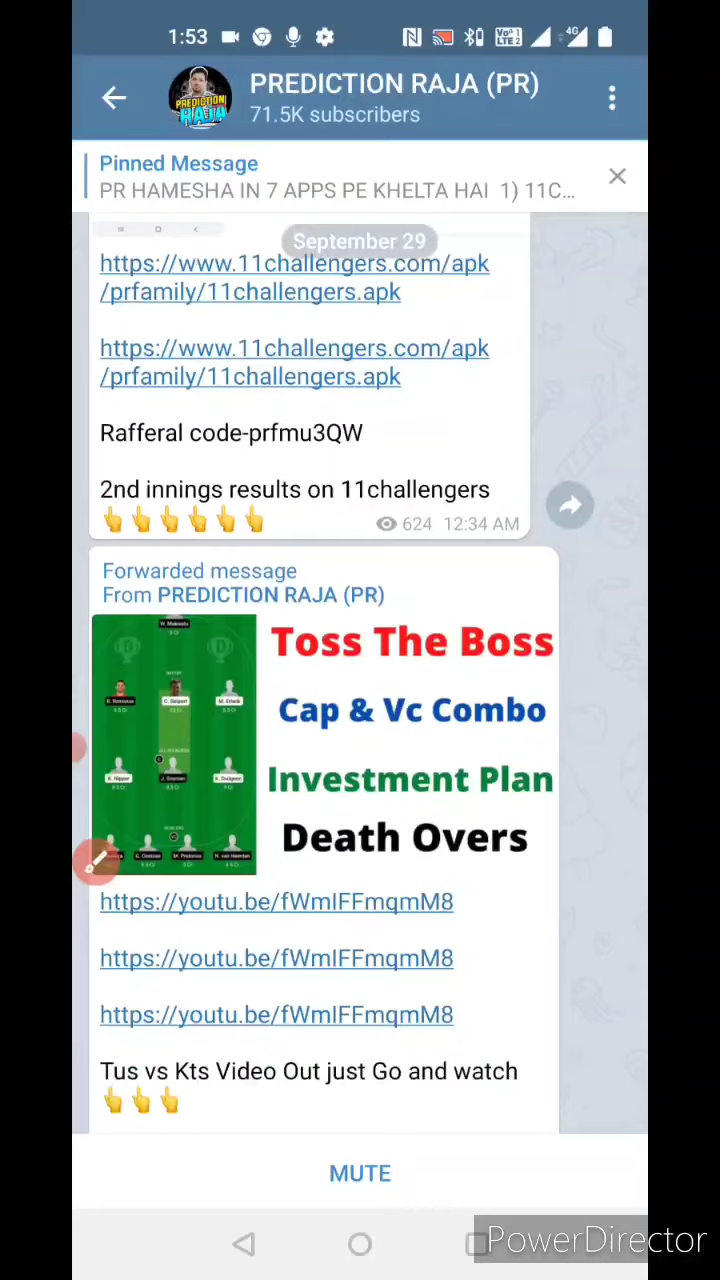 1:53
4G
PREDICTION RAJA (PR)
71.5K subscribers
PREDICTION
RAJA
Pinned Message
PR HAMESHA IN 7 APPS PE KHELTA HAI 1) 11C...
September 29
https://www.11challengers.com/apk
/prfamily/11challengers.apk
https://www.11challengers.com/apk
/prfamily/11challengers.apk
Rafferal code-prfmu3QW
2nd innings results on 11challengers
👆👆👆👆👆👆 624 12:34 AM
Forwarded message
From PREDICTION RAJA (PR)
Toss The Boss
Cap & Vc Combo
Investment Plan
Death Overs
https://youtu.be/fWmIFFmqmM8
https://youtu.be/fWmIFFmqmM8
https://youtu.be/fWmIFFmqmM8
Tus vs Kts Video Out just Go and watch
👆👆👆
MUTE
PowerDirector